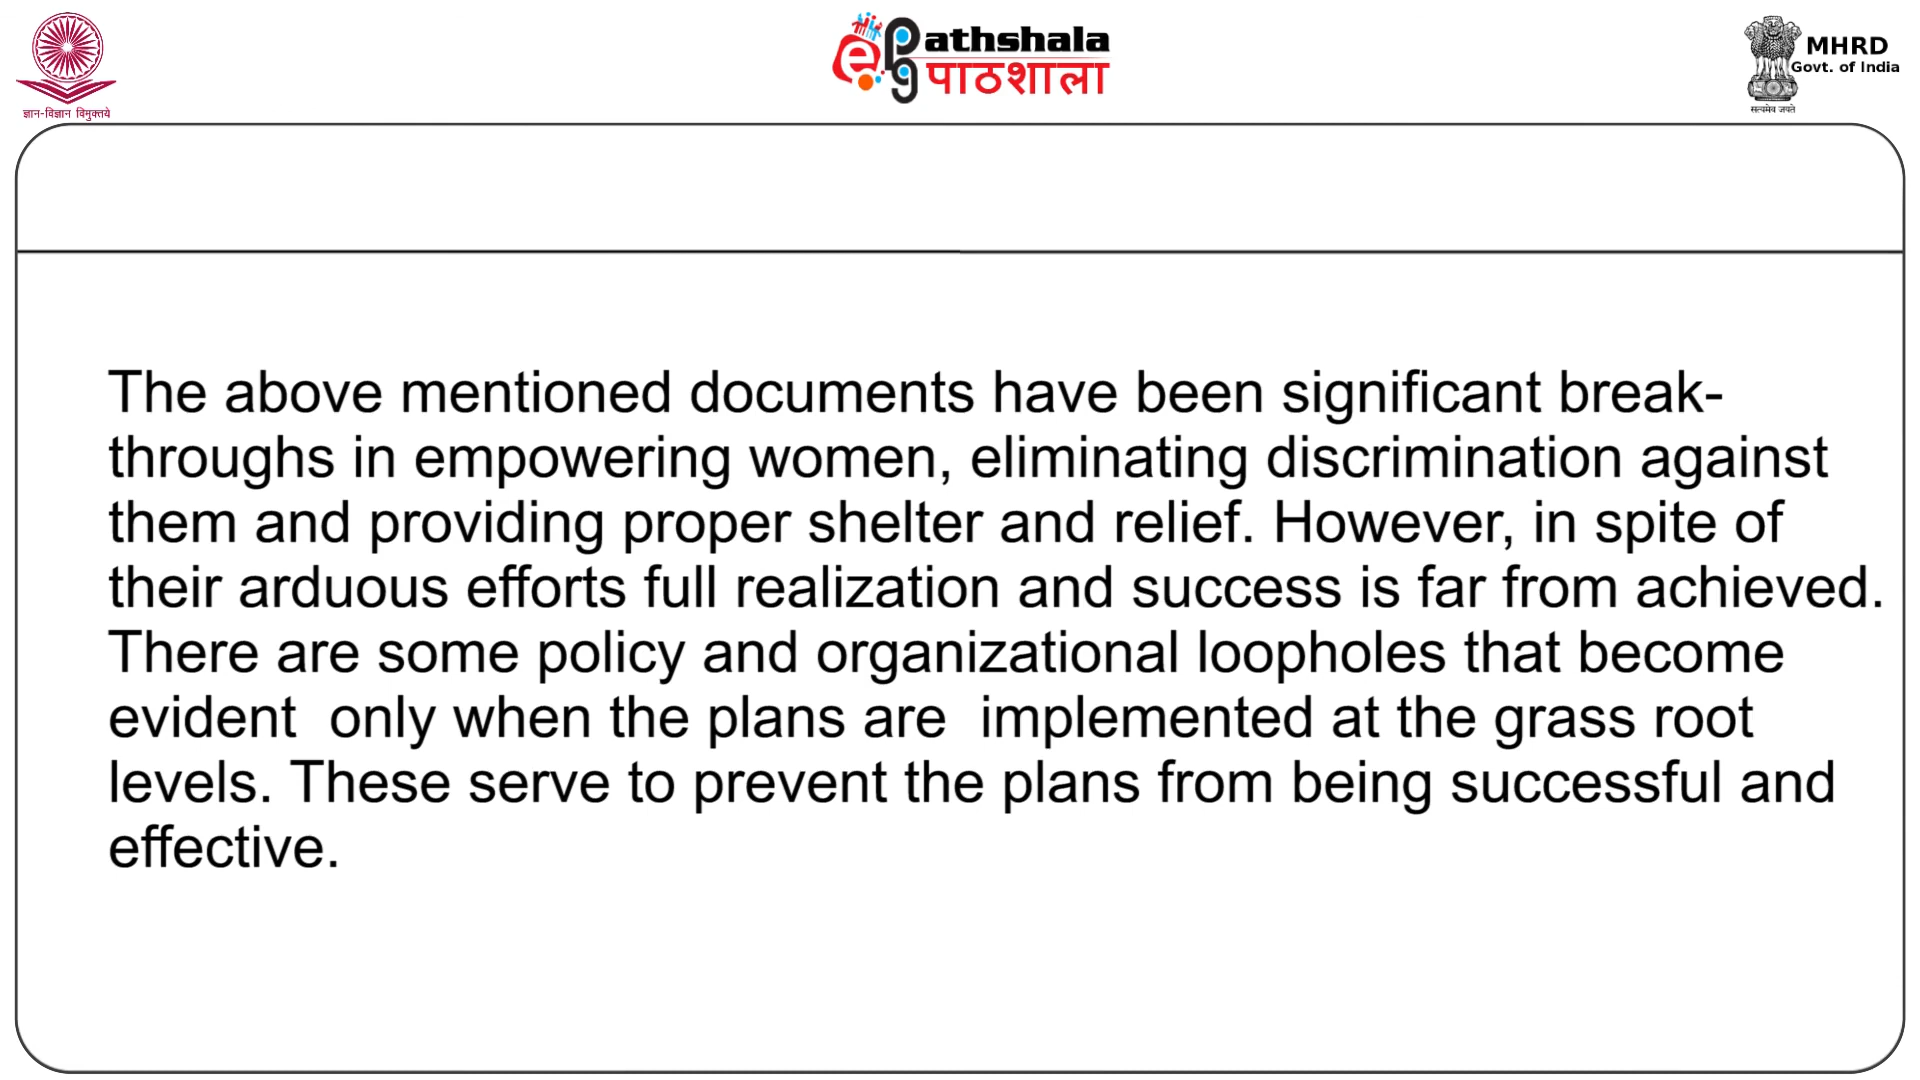 ज्ञान-विज्ञान विमुक्तये
e pg Pathshala
पाठशाला
MHRD
Govt. of India
सत्यमेव जयते
The above mentioned documents have been significant break-
throughs in empowering women, eliminating discrimination against
them and providing proper shelter and relief. However, in spite of
their arduous efforts full realization and success is far from achieved.
There are some policy and organizational loopholes that become
evident  only when the plans are  implemented at the grass root
levels. These serve to prevent the plans from being successful and
effective.